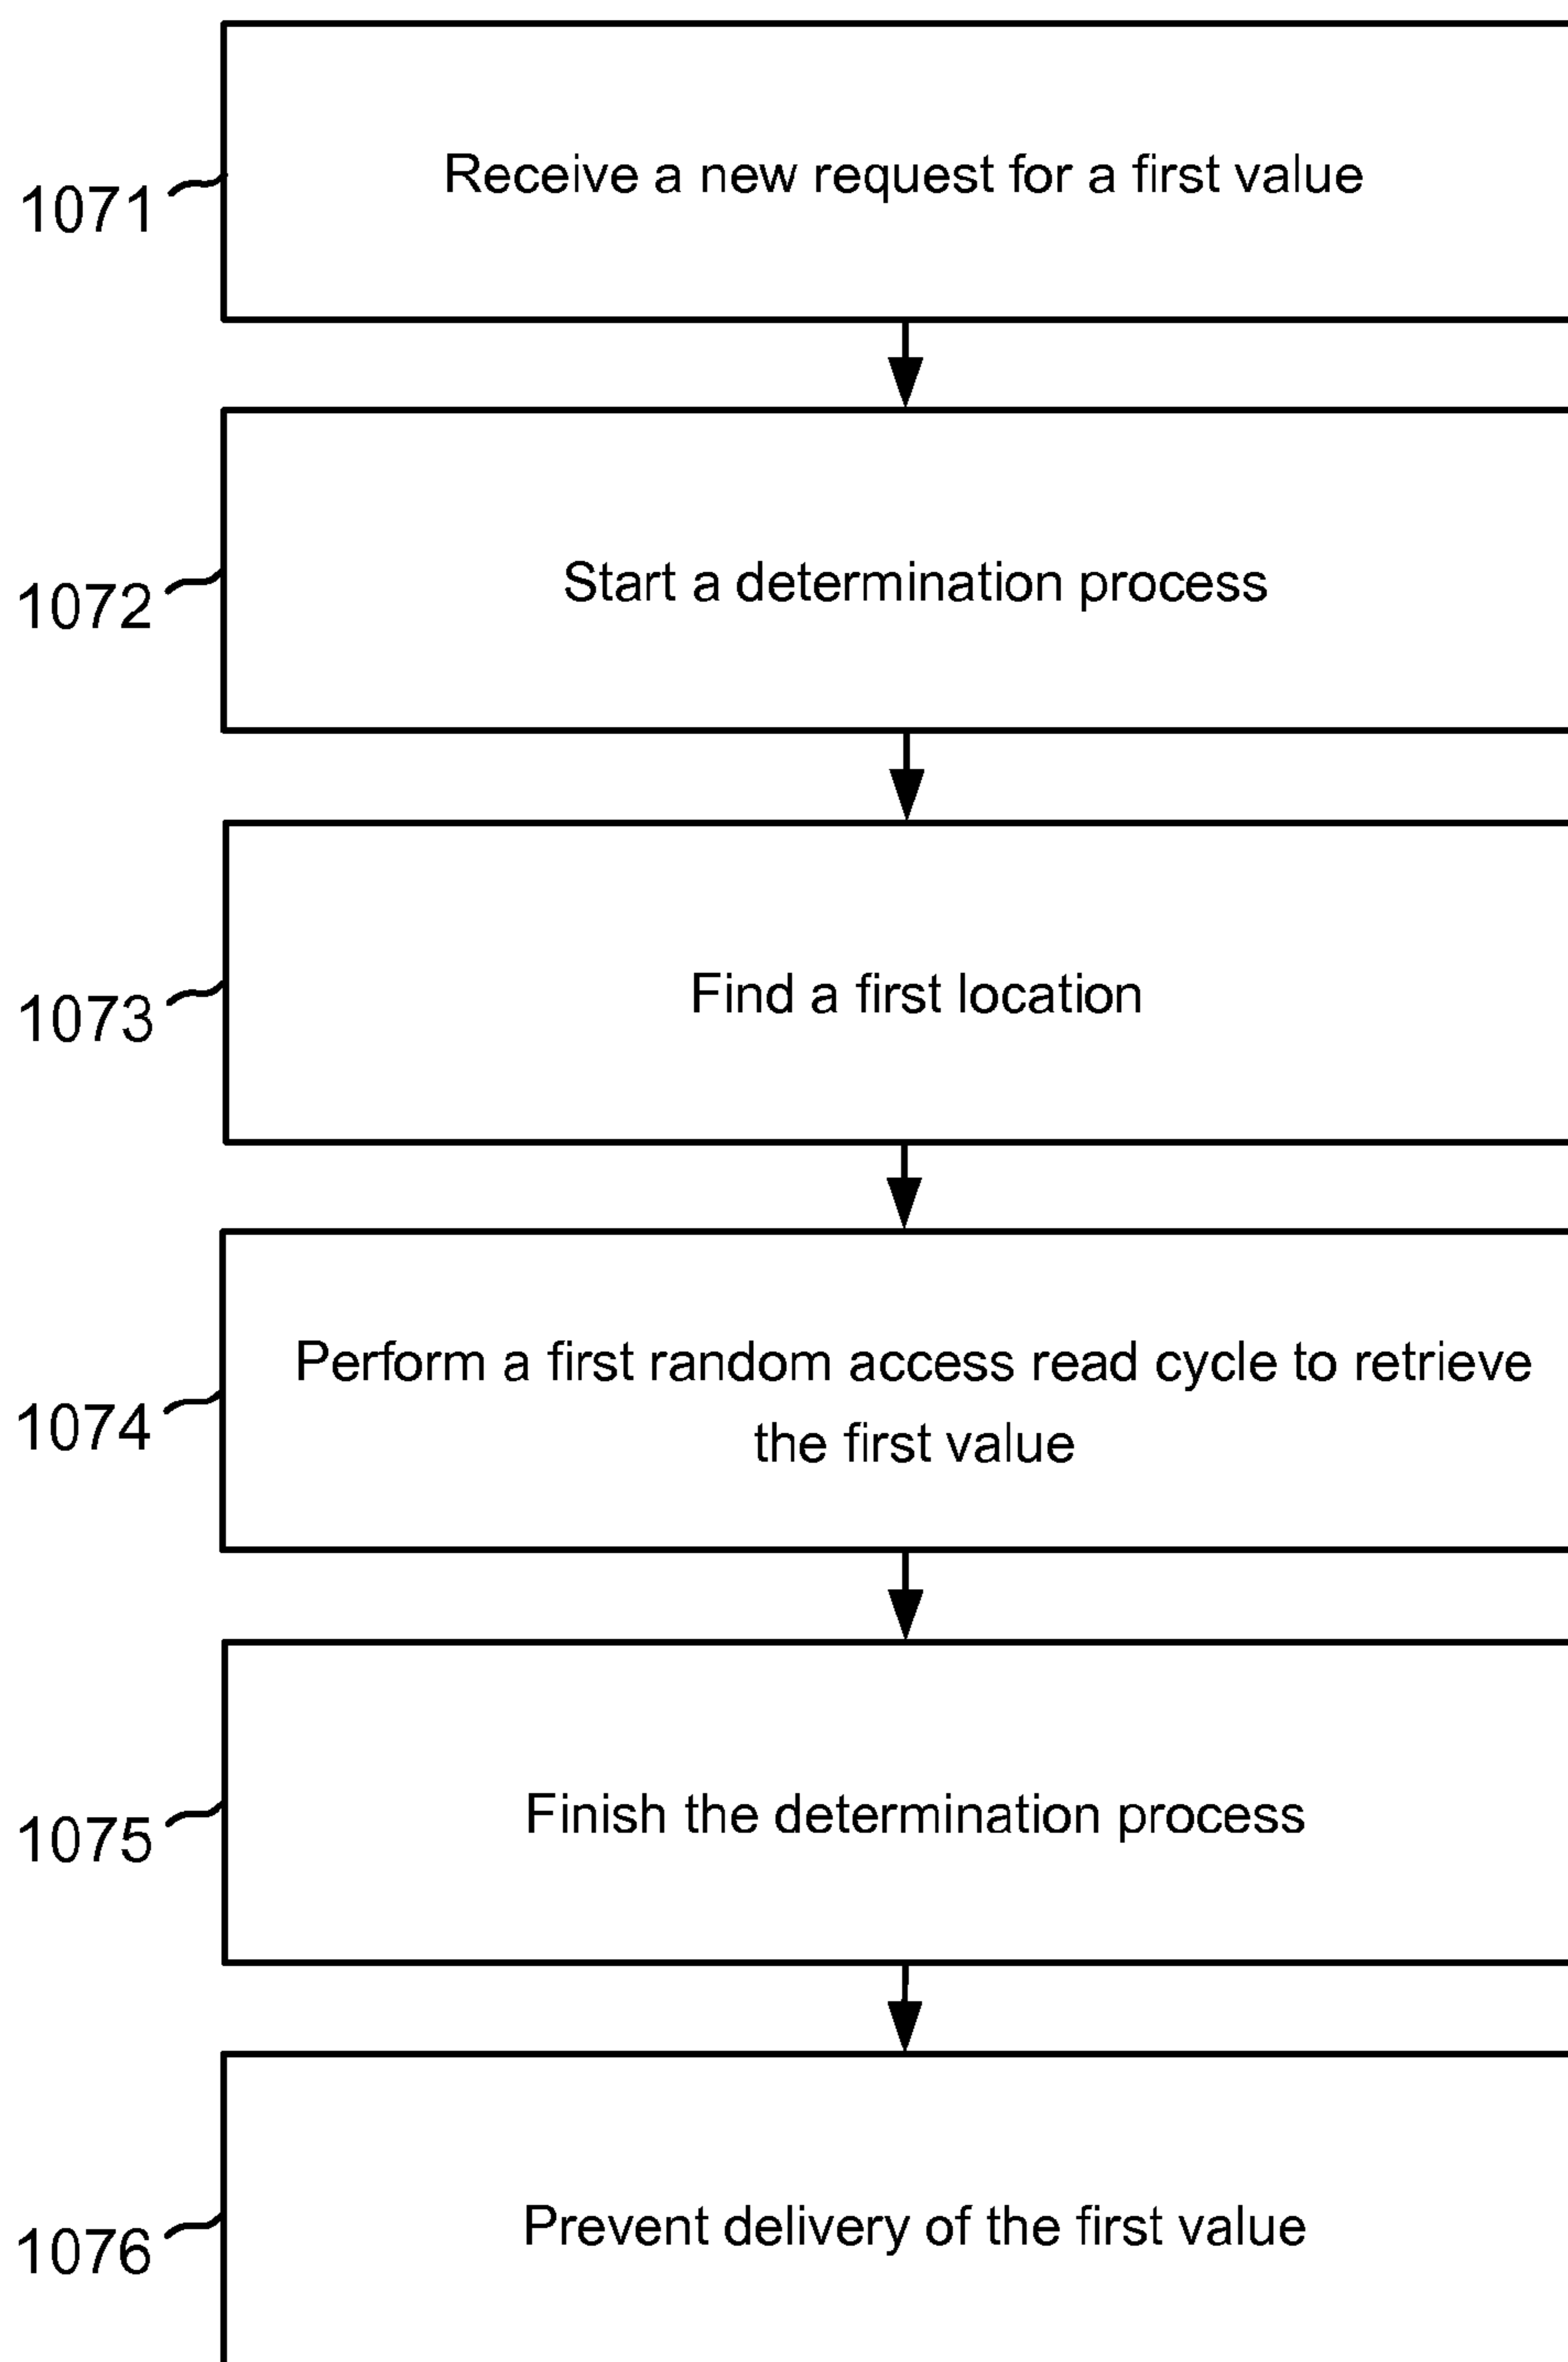 Receive a new request for a first value
1071
Start a determination process
1072
Find a first location
1073
Perform a first random access read cycle to retrieve
the first value
1074
Finish the determination process
1075
Prevent delivery of the first value
1076